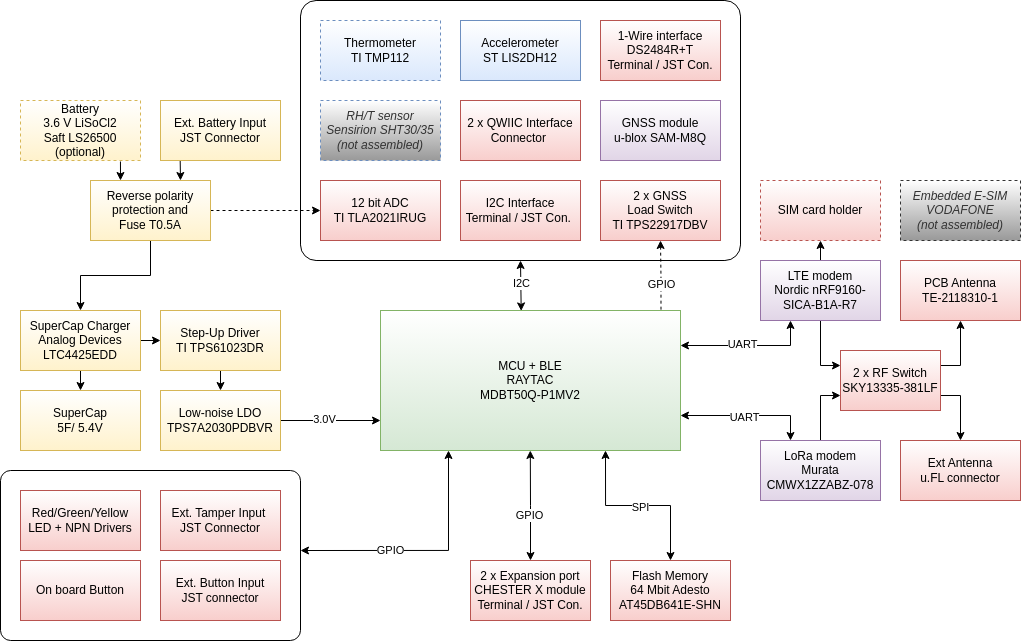 Thermometer
TI TMP112
Accelerometer
ST LIS2DH12
1-Wire interface
DS2484R+T
Terminal / JST Con.
RH/T sensor
Sensirion SHT30/35
(not assembled)
2 x QWIIC Interface
Connector
GNSS module
u-blox SAM-M8Q
12 bit ADC
TI TLA2021IRUG
I2C Interface
Terminal / JST Con.
2 x GNSS
Load Switch
TI TPS22917DBV
Battery
3.6 V LiSoCl2
Saft LS26500
(optional)
Ext. Battery Input
JST Connector
Reverse polarity
protection and
Fuse T0.5A
SuperCap Charger
Analog Devices
LTC4425EDD
Step-Up Driver
TI TPS61023DR
SuperCap
5F/ 5.4V
Low-noise LDO
TPS7A2030PDBVR
3.0V
I2C
GPIO
MCU + BLE
RAYTAC
MDBT50Q-P1MV2
UART
UART
SIM card holder
Embedded E-SIM
VODAFONE
(not assembled)
LTE modem
Nordic nRF9160-
SICA-B1A-R7
PCB Antenna
TE-2118310-1
2 x RF Switch
SKY13335-381LF
LoRa modem
Murata
CMWX1ZZABZ-078
Ext Antenna
u.FL connector
Red/Green/Yellow
LED + NPN Drivers
Ext. Tamper Input
JST Connector
On board Button
Ext. Button Input
JST connector
GPIO
GPIO
SPI
2 x Expansion port
CHESTER X module
Terminal / JST Con.
Flash Memory
64 Mbit Adesto
AT45DB641E-SHN